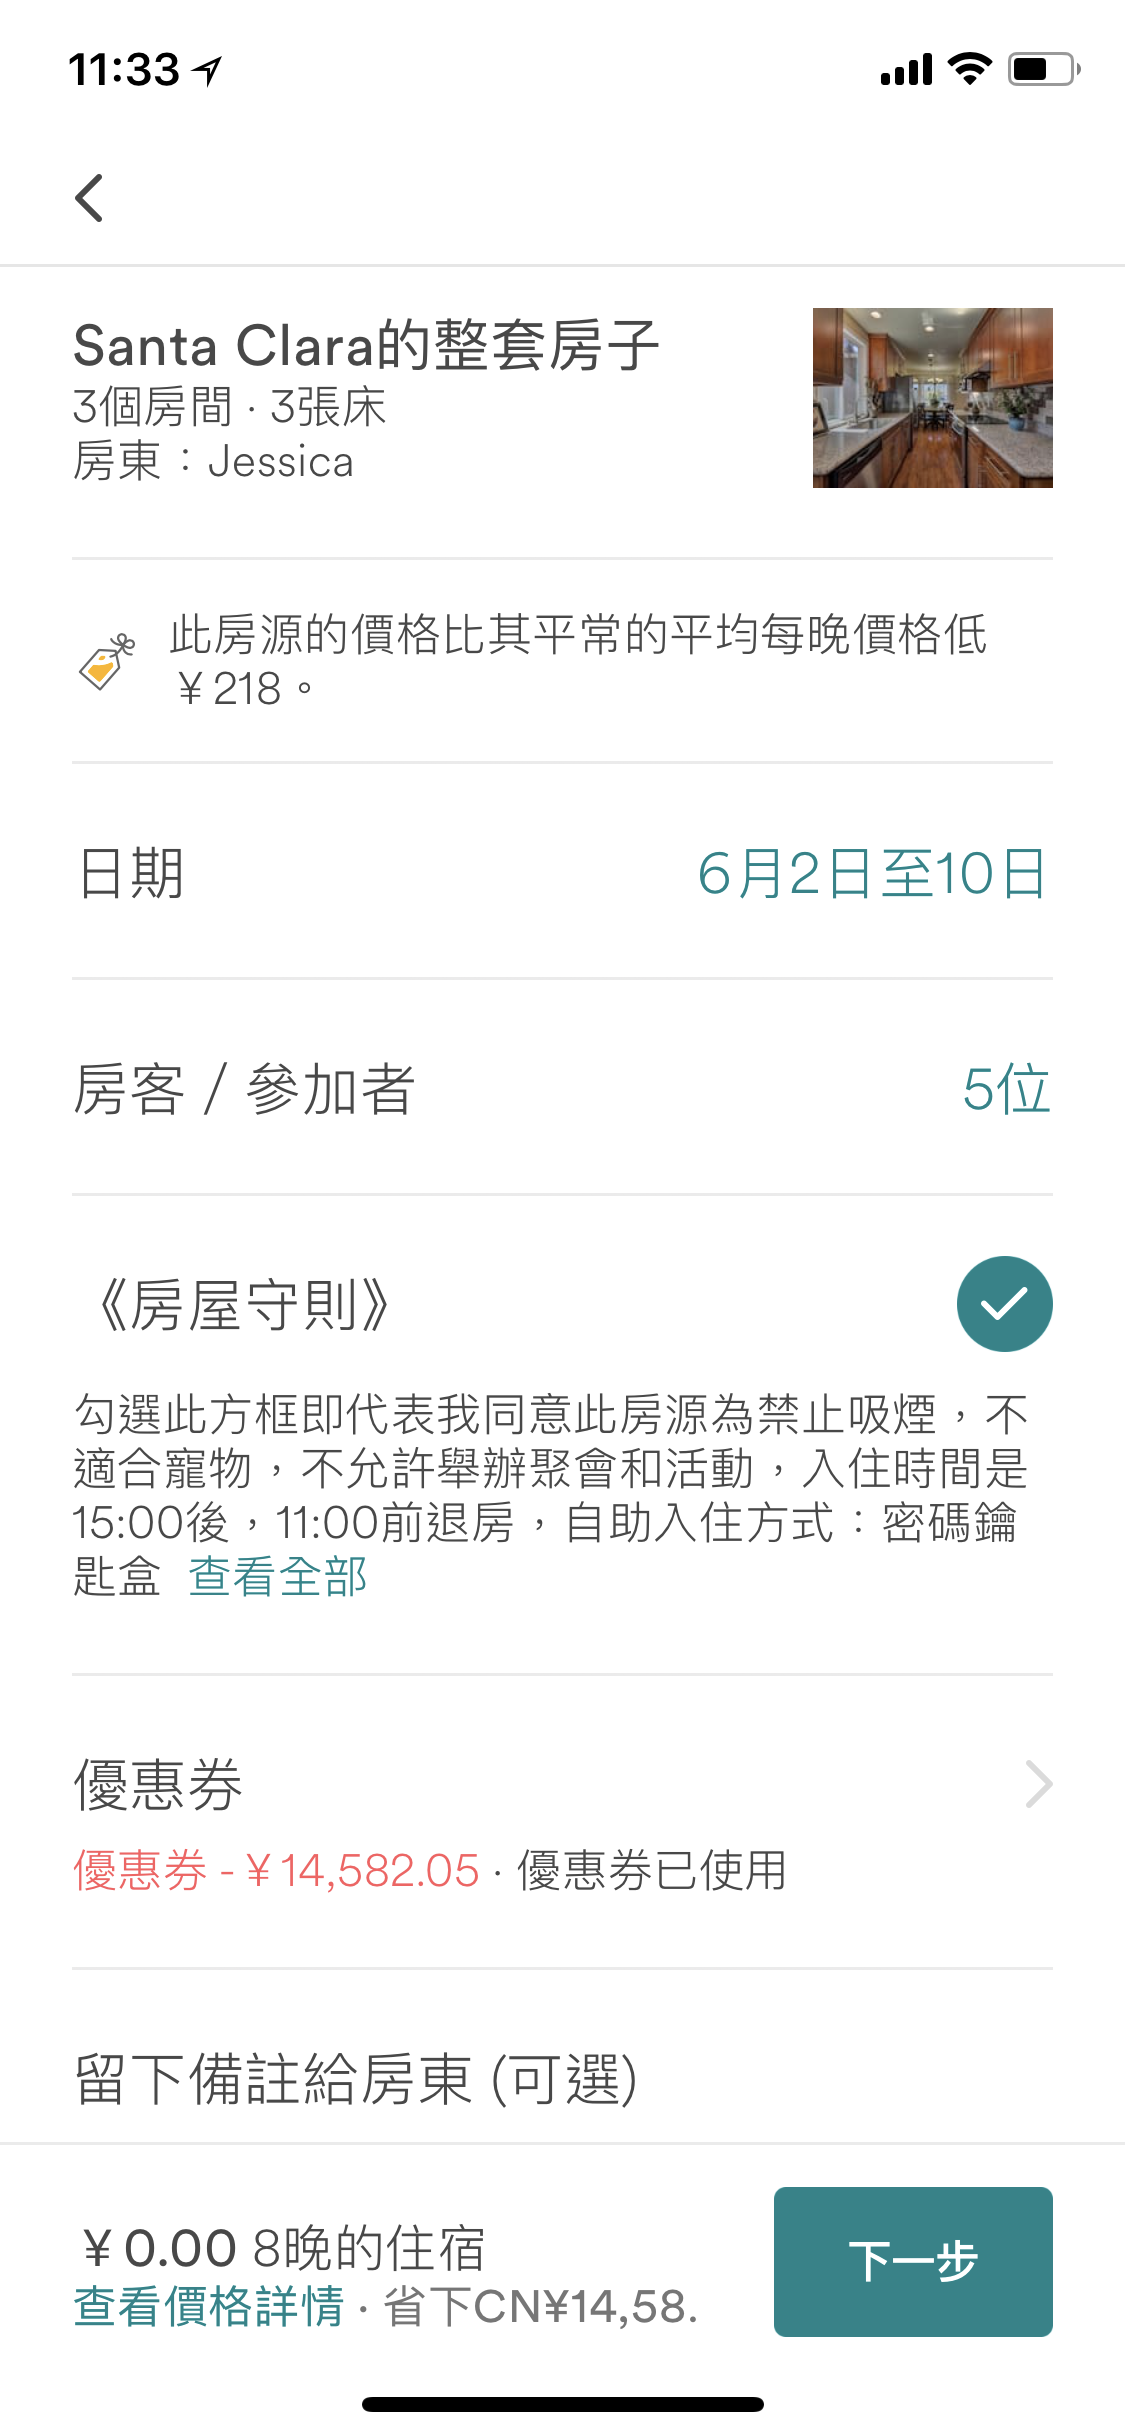 11:33
Santa Clara的整套房子
3個房間 · 3張床
房東：Jessica
此房源的價格比其平常的平均每晚價格低
￥218。
日期
6月2日至10日
房客 / 參加者
5位
《房屋守則》
勾選此方框即代表我同意此房源為禁止吸煙，不
適合寵物，不允許舉辦聚會和活動，入住時間是
15:00後，11:00前退房，自助入住方式：密碼鑰
匙盒 查看全部
優惠券
優惠券 -￥14,582.05 · 優惠券已使用
留下備註給房東 (可選)
￥0.00 8晚的住宿
查看價格詳情 · 省下CN¥14,58.
下一步